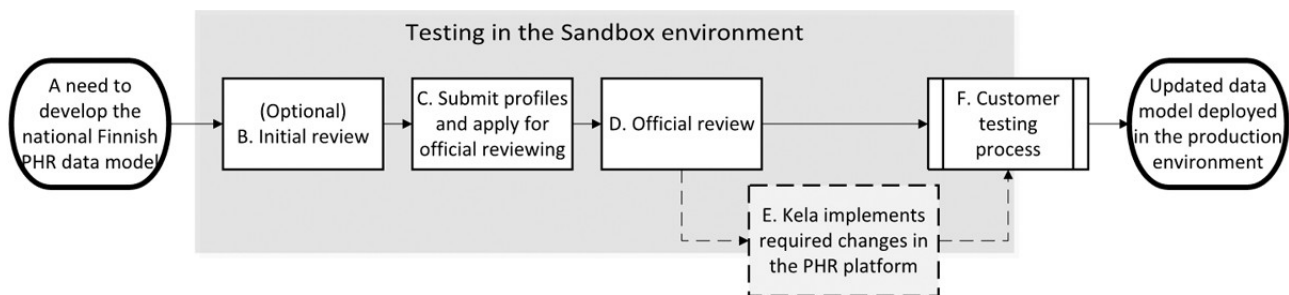 Testing in the Sandbox environment
A need to
develop the
national Finnish
PHR data model
(Optional)
B. Initial review
C. Submit profiles
and apply for
official reviewing
D. Official review
F. Customer
testing
process
Updated data
model deployed
in the production
environment
E. Kela implements
required changes in
the PHR platform